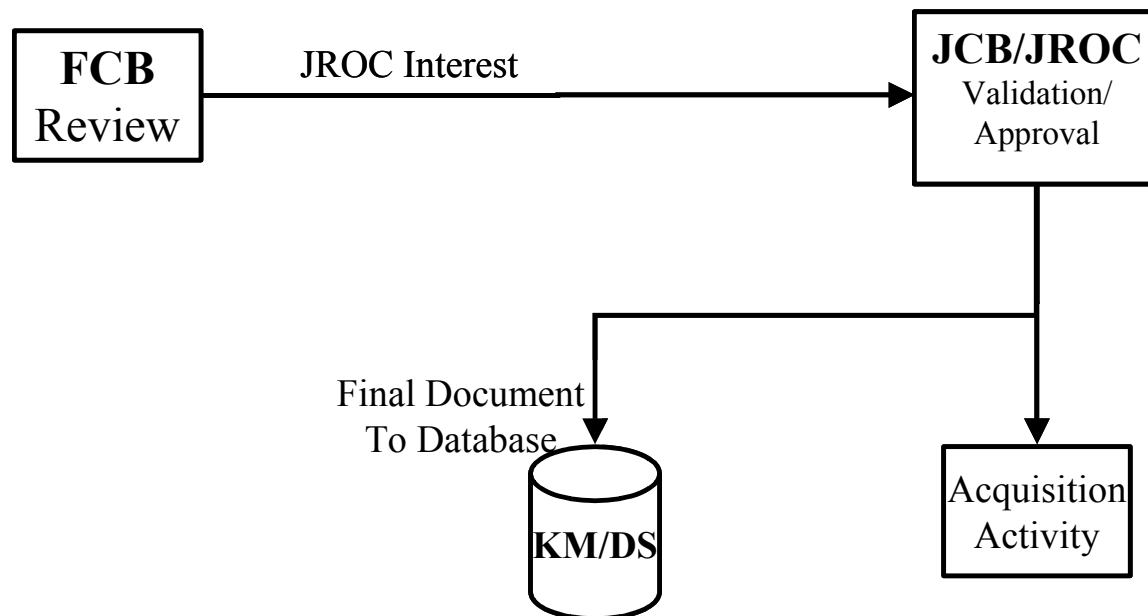 FCB
Review
JROC Interest
JCB/JROC
Validation/
Approval
Final Document
To Database
KM/DS
Acquisition
Activity